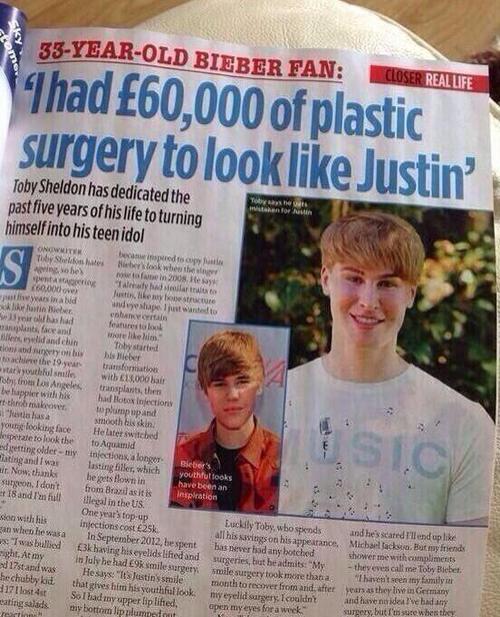 33-YEAR-OLD BIEBER FAN:
CLOSER REAL LIFE
'I had £60,000 of plastic
surgery to look like Justin'
Toby Sheldon has dedicated the
past five years of his life to turning
himself into his teen idol
Toby says he gets
mistaken for Justin
SONGWRITER
Toby Sheldon hates
ageing, so he's
spent a staggering
£60,000 over
past five years in a bid
look like Justin Bieber.
33-year-old has had
transplants, face and
fillers, eyelid and chin
and surgery on his
to achieve the 19-year-
star's youthful smile.
Toby, from Los Angeles,
be happier with his
makeover.
"Justin has a
young-looking face
desperate to look the
getting older – my
and I was
it. Now, thanks
surgeon, I don't
18 and I'm full
with his
gan when he was a
"I was bullied
At my
17st and was
the chubby kid.
17 I lost 4st
eating salads.
reaction
became inspired to copy Justin
Bieber's look when the singer
rose to fame in 2008. He says:
"I already had similar traits to
Justin, like my bone structure
and eye shape. I just wanted to
enhance certain
features to look
more like him."
Toby started
his Bieber
transformation
with £13,000 hair
transplants, then
had Botox injections
to plump up and
smooth his skin.
He later switched
to Aquamid
injections, a longer-
lasting filler, which
he gets flown in
from Brazil as it is
illegal in the US.
One year's top-up
injections cost £25k.
In September 2012, he spent
£3k having his eyelids lifted and
in July he had £9k smile surgery.
He says: "It's Justin's smile
that gives him his youthful look.
So I had my upper lip lifted,
my bottom lip plumped out
Bieber's
youthful looks
have been an
inspiration
USIC
Luckily Toby, who spends
all his savings on his appearance,
has never had any botched
surgeries, but he admits: "My
smile surgery took more than a
month to recover from and, after
my eyelid surgery, I couldn't
open my eyes for a week."
and he's scared I'll end up like
Michael Jackson. But my friends
shower me with compliments
– they even call me Toby Bieber.
"I haven't seen my family in
years as they live in Germany
and have no idea I've had any
surgery, but I'm sure when they